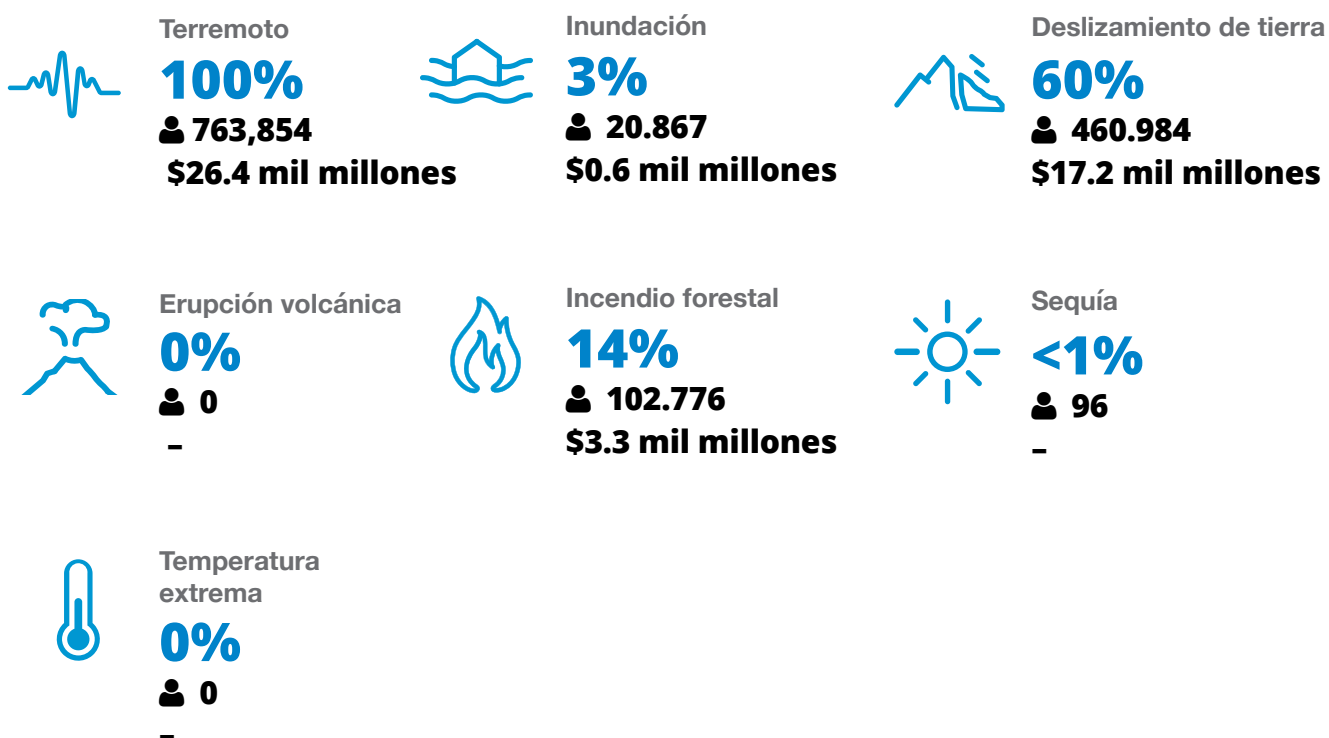 Terremoto
100%
763,854
$26.4 mil millones
Inundación
3%
20.867
$0.6 mil millones
Deslizamiento de tierra
60%
460.984
$17.2 mil millones
Erupción volcánica
0%
0
–
Incendio forestal
14%
102.776
$3.3 mil millones
Sequía
<1%
96
–
Temperatura
extrema
0%
0
–